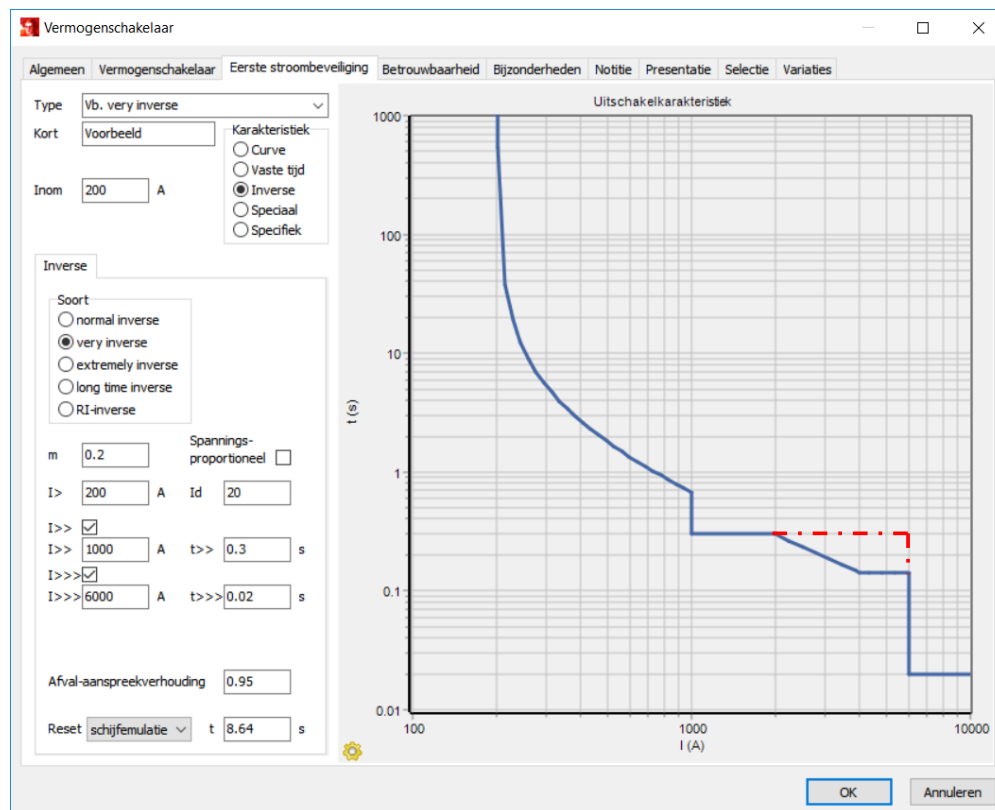 Vermogenschakelaar
Algemeen Vermogenschakelaar Eerste stroombeveiliging Betrouwbaarheid Bijzonderheden Notitie Presentatie Selectie Variaties
Type Vb. very inverse
Kort Voorbeeld
Karakteristiek
Curve
Vaste tijd
Inom 200 A
Inverse
Speciaal
Specifiek
Inverse
Soort
normal inverse
very inverse
extremely inverse
long time inverse
RI-inverse
m 0.2
Spannings-
proportioneel
I> 200 A Id 20
I>>
I>> 1000 A t>> 0.3 s
I>>>
I>>> 6000 A t>>> 0.02 s
Afval-aanspreekverhouding 0.95
Reset schijfemulatie t 8.64 s
Uitschakelkarakteristiek
1000
100
10
1
0.1
0.01
t (s)
100 1000 10000
I (A)
OK Annuleren